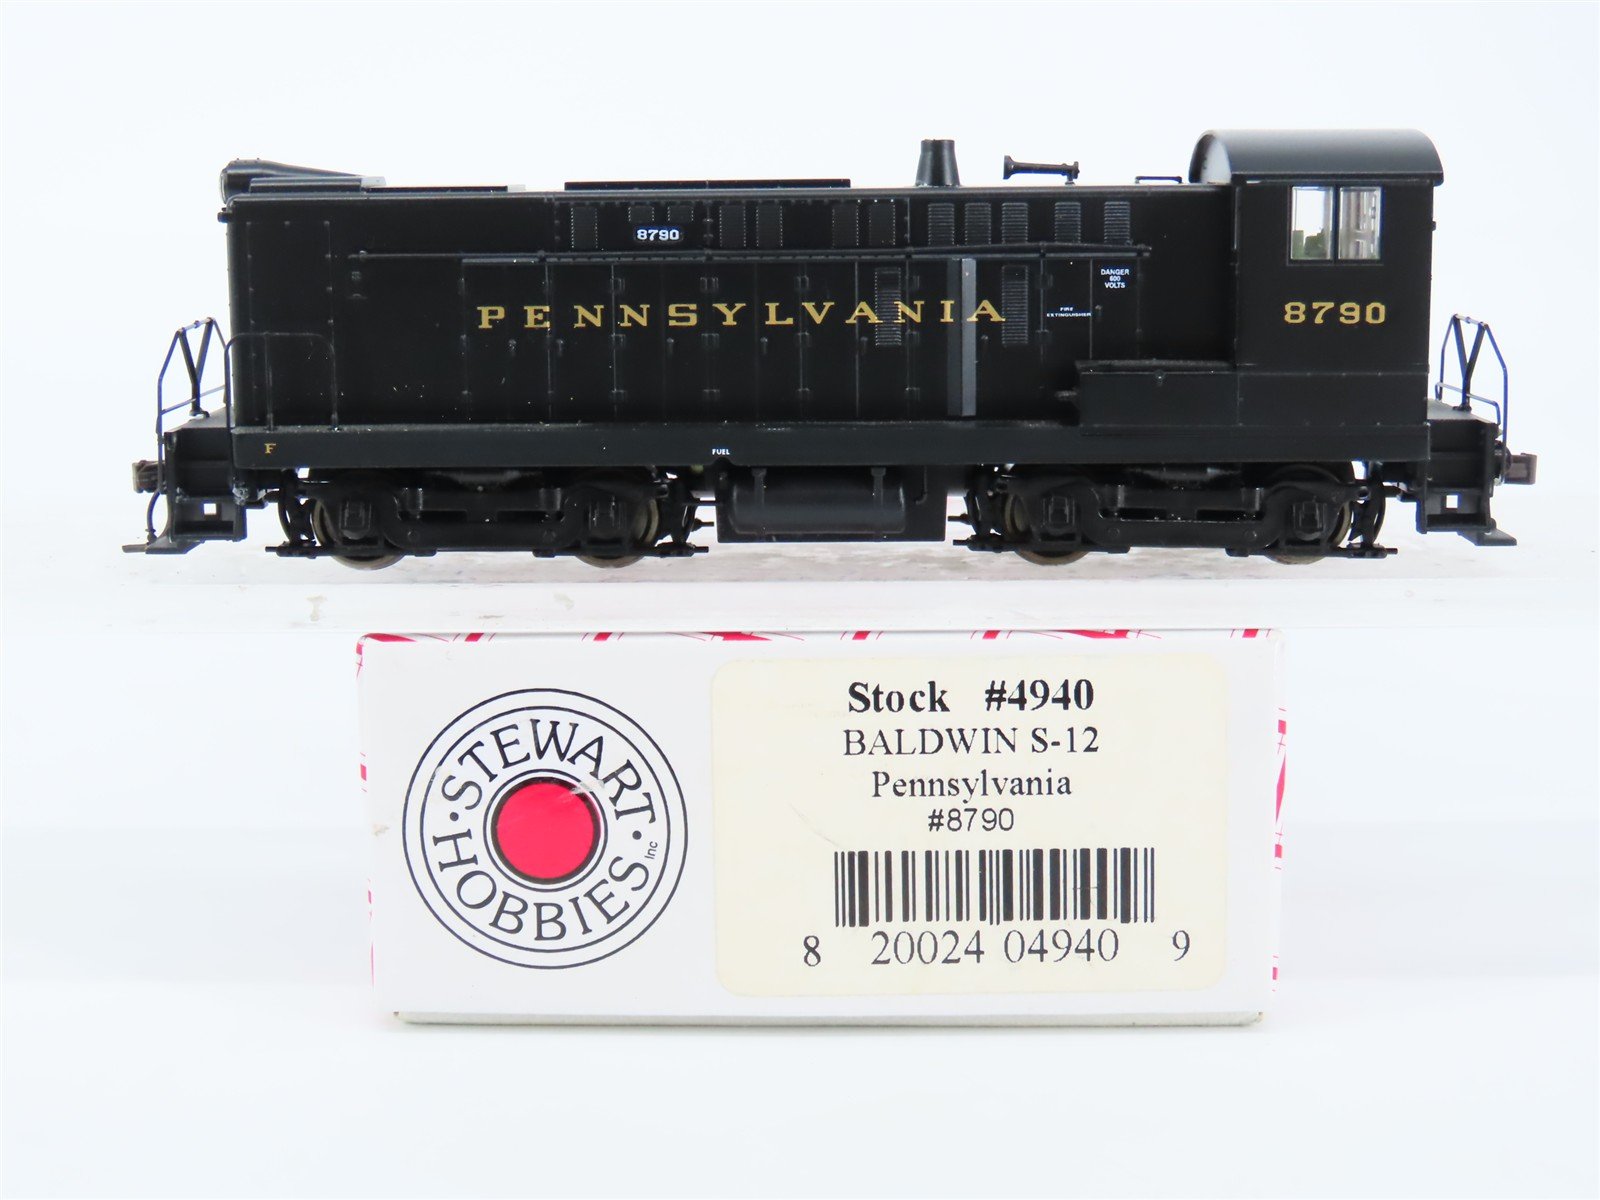 8790
DANGER
600
VOLTS
FIRE
EXTINGUISHER
PENNSYLVANIA
8790
F
FUEL
STEWART
HOBBIES
Inc
Stock #4940
BALDWIN S-12
Pennsylvania
#8790
8 20024 04940 9